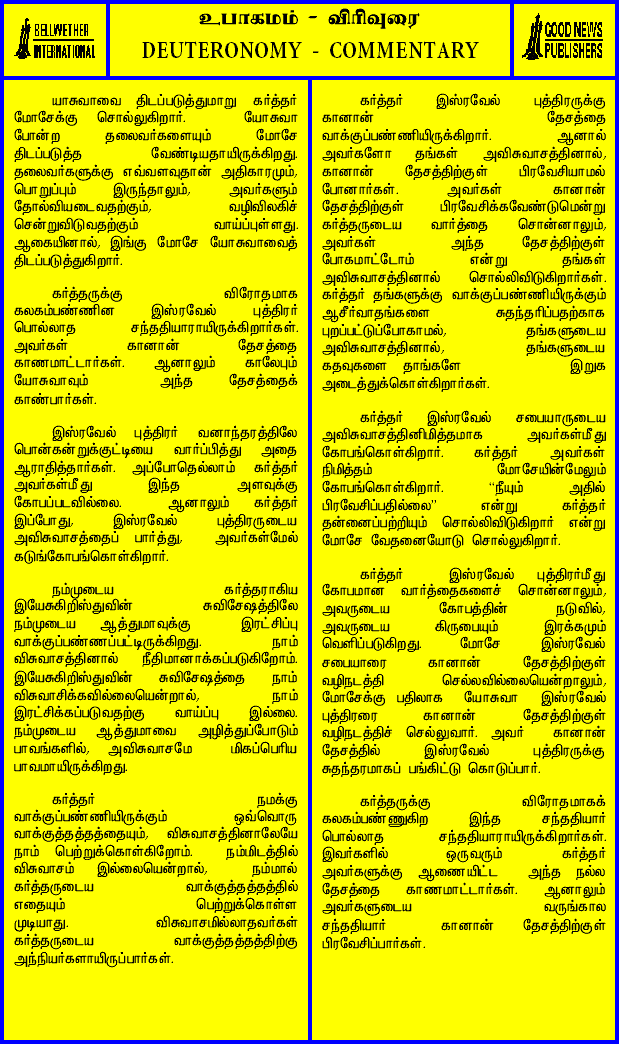 BELLWETHER
INTERNATIONAL
உபாகமம் - விரிவுரை
DEUTERONOMY - COMMENTARY
GOOD NEWS
PUBLISHERS
யாசுவாவை திடப்படுத்துமாறு கர்த்தர்
மோசேக்கு சொல்லுகிறார். யோசுவா
போன்ற தலைவர்களையும் மோசே
திடப்படுத்த வேண்டியதாயிருக்கிறது.
தலைவர்களுக்கு எவ்வளவுதான் அதிகாரமும்,
பொறுப்பும் இருந்தாலும், அவர்களும்
தோல்வியடைவதற்கும், வழிவிலகிச்
சென்றுவிடுவதற்கும் வாய்ப்புள்ளது.
ஆகையினால், இங்கு மோசே யோசுவாவைத்
திடப்படுத்துகிறார்.
கர்த்தருக்கு விரோதமாக
கலகம்பண்ணின இஸ்ரவேல் புத்திரர்
பொல்லாத சந்ததியாராயிருக்கிறார்கள்.
அவர்கள் கானான் தேசத்தை
காணமாட்டார்கள். ஆனாலும் காலேபும்
யோசுவாவும் அந்த தேசத்தைக்
காண்பார்கள்.
இஸ்ரவேல் புத்திரர் வனாந்தரத்திலே
பொன்கன்றுக்குட்டியை வார்ப்பித்து அதை
ஆராதித்தார்கள். அப்போதெல்லாம் கர்த்தர்
அவர்கள்மீது இந்த அளவுக்கு
கோபப்படவில்லை. ஆனாலும் கர்த்தர்
இப்போது, இஸ்ரவேல் புத்திரருடைய
அவிசுவாசத்தைப் பார்த்து, அவர்கள்மேல்
கடுங்கோபங்கொள்கிறார்.
நம்முடைய கர்த்தராகிய
இயேசுகிறிஸ்துவின் சுவிசேஷத்திலே
நம்முடைய ஆத்துமாவுக்கு இரட்சிப்பு
வாக்குப்பண்ணப்பட்டிருக்கிறது. நாம்
விசுவாசத்தினால் நீதிமானாக்கப்படுகிறோம்.
இயேசுகிறிஸ்துவின் சுவிசேஷத்தை நாம்
விசுவாசிக்கவில்லையென்றால், நாம்
இரட்சிக்கப்படுவதற்கு வாய்ப்பு இல்லை.
நம்முடைய ஆத்துமாவை அழித்துப்போடும்
பாவங்களில், அவிசுவாசமே மிகப்பெரிய
பாவமாயிருக்கிறது.
கர்த்தர் நமக்கு
வாக்குப்பண்ணியிருக்கும் ஒவ்வொரு
வாக்குத்தத்தத்தையும், விசுவாசத்தினாலேயே
நாம் பெற்றுக்கொள்கிறோம். நம்மிடத்தில்
விசுவாசம் இல்லையென்றால், நம்மால்
கர்த்தருடைய வாக்குத்தத்தத்தில்
எதையும் பெற்றுக்கொள்ள
முடியாது. விசுவாசமில்லாதவர்கள்
கர்த்தருடைய வாக்குத்தத்தத்திற்கு
அந்நியர்களாயிருப்பார்கள்.
கர்த்தர் இஸ்ரவேல் புத்திரருக்கு
கானான் தேசத்தை
வாக்குப்பண்ணியிருக்கிறார். ஆனால்
அவர்களோ தங்கள் அவிசுவாசத்தினால்,
கானான் தேசத்திற்குள் பிரவேசியாமல்
போனார்கள். அவர்கள் கானான்
தேசத்திற்குள் பிரவேசிக்கவேண்டுமென்று
கர்த்தருடைய வார்த்தை சொன்னாலும்,
அவர்கள் அந்த தேசத்திற்குள்
போகமாட்டோம் என்று தங்கள்
அவிசுவாசத்தினால் சொல்லிவிடுகிறார்கள்.
கர்த்தர் தங்களுக்கு வாக்குப்பண்ணியிருக்கும்
ஆசீர்வாதங்களை சுதந்தரிப்பதற்காக
புறப்பட்டுப்போகாமல், தங்களுடைய
அவிசுவாசத்தினால், தங்களுடைய
கதவுகளை தாங்களே இறுக
அடைத்துக்கொள்கிறார்கள்.
கர்த்தர் இஸ்ரவேல் சபையாருடைய
அவிசுவாசத்தினிமித்தமாக அவர்கள்மீது
கோபங்கொள்கிறார். கர்த்தர் அவர்கள்
நிமித்தம் மோசேயின்மேலும்
கோபங்கொள்கிறார். "நீயும் அதில்
பிரவேசிப்பதில்லை" என்று கர்த்தர்
தன்னைப்பற்றியும் சொல்லிவிடுகிறார் என்று
மோசே வேதனையோடு சொல்லுகிறார்.
கர்த்தர் இஸ்ரவேல் புத்திரர்மீது
கோபமான வார்த்தைகளைச் சொன்னாலும்,
அவருடைய கோபத்தின் நடுவில்,
அவருடைய கிருபையும் இரக்கமும்
வெளிப்படுகிறது. மோசே இஸ்ரவேல்
சபையாரை கானான் தேசத்திற்குள்
வழிநடத்தி செல்லவில்லையென்றாலும்,
மோசேக்கு பதிலாக யோசுவா இஸ்ரவேல்
புத்திரரை கானான் தேசத்திற்குள்
வழிநடத்திச் செல்லுவார். அவர் கானான்
தேசத்தில் இஸ்ரவேல் புத்திரருக்கு
சுதந்தரமாகப் பங்கிட்டு கொடுப்பார்.
கர்த்தருக்கு விரோதமாகக்
கலகம்பண்ணுகிற இந்த சந்ததியார்
பொல்லாத சந்ததியாராயிருக்கிறார்கள்.
இவர்களில் ஒருவரும் கர்த்தர்
அவர்களுக்கு ஆணையிட்ட அந்த நல்ல
தேசத்தை காணமாட்டார்கள். ஆனாலும்
அவர்களுடைய வருங்கால
சந்ததியார் கானான் தேசத்திற்குள்
பிரவேசிப்பார்கள்.